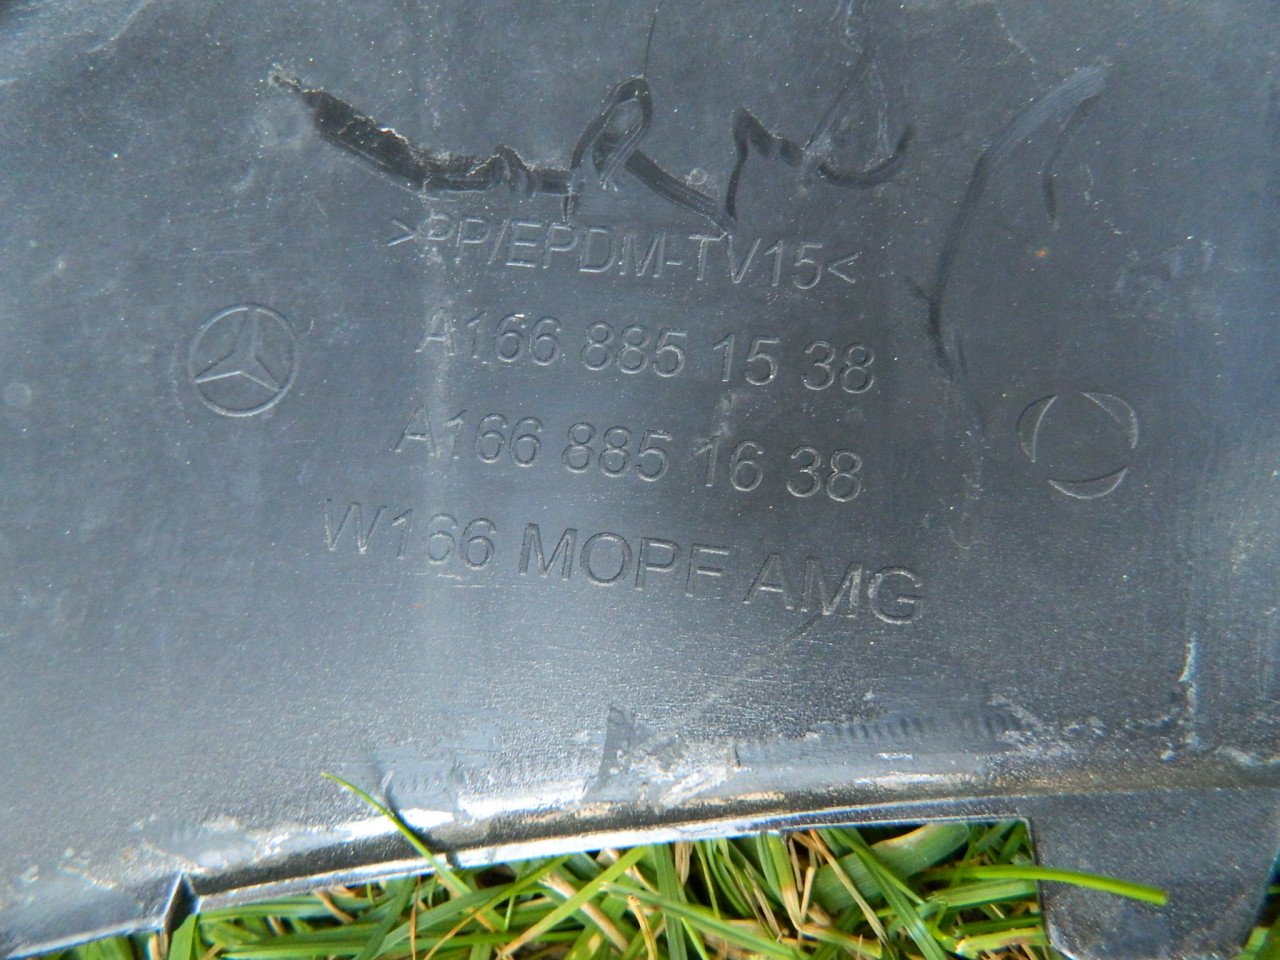 >PP/EPDM-TV15<
A166 885 15 38
A166 885 16 38
W166 MOPF AMG